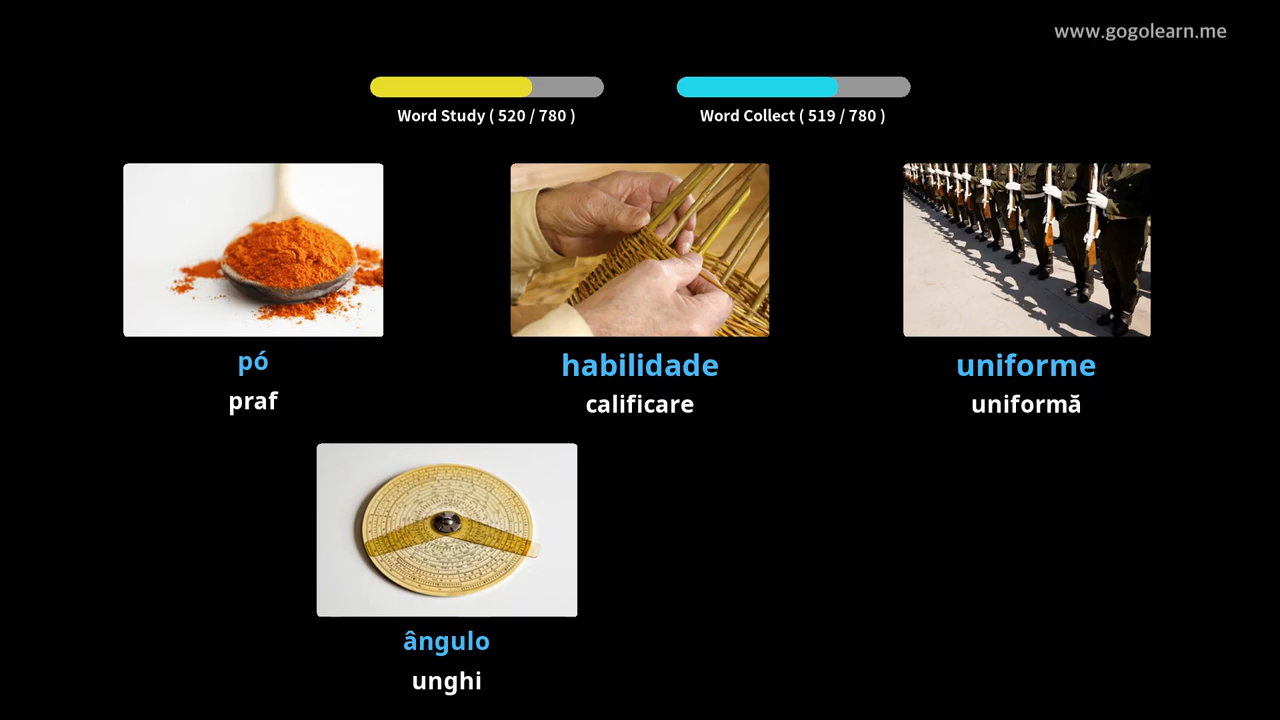 www.gogolearn.me
Word Study ( 520 / 780 )
Word Collect ( 519 / 780 )
pó
praf
habilidade
calificare
uniforme
uniformă
ângulo
unghi